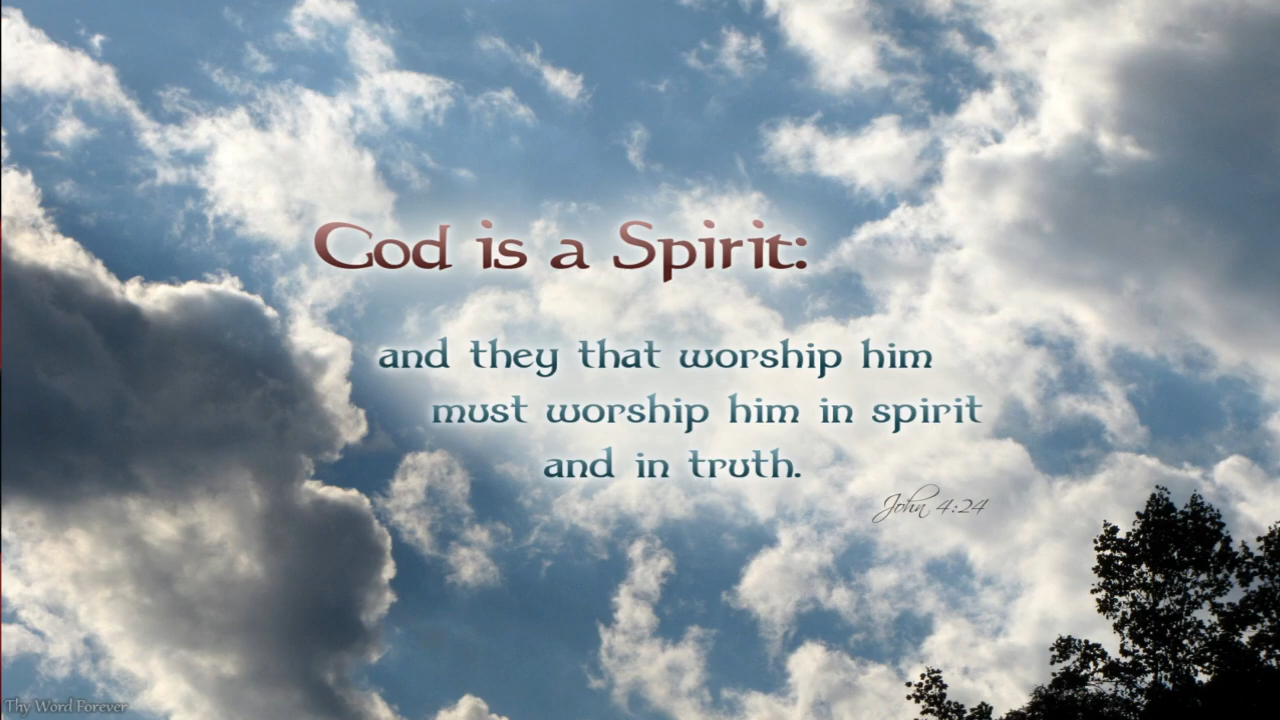 God is a Spirit:
and they that worship him
must worship him in spirit
and in truth.
John 4:24
Thy Word Forever